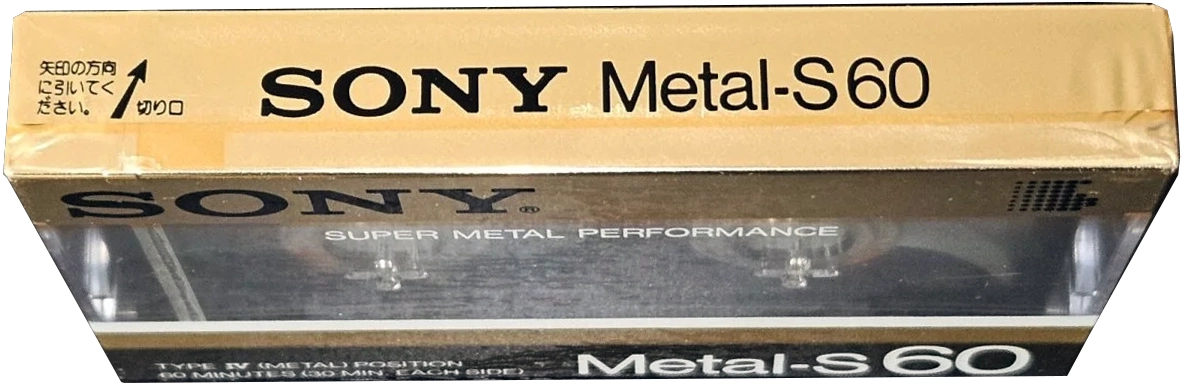 矢印の方向
に引いてく
ださい。
切り口
SONY Metal-S 60
SONY®
SUPER METAL PERFORMANCE
TYPE IV (METAL) POSITION
60 MINUTES (30 MIN. EACH SIDE)
Metal-S 60